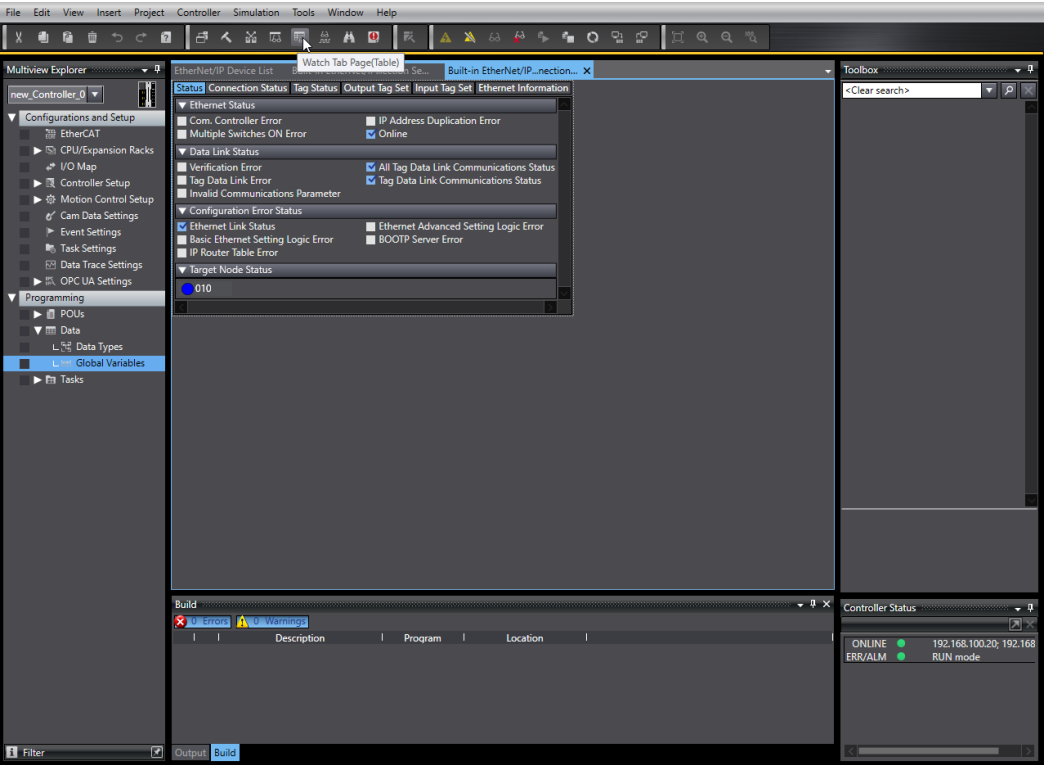 File Edit View Insert Project Controller Simulation Tools Window Help
Watch Tab Page(Table)
Multiview Explorer
new_Controller_0
Configurations and Setup
EtherCAT
CPU/Expansion Racks
I/O Map
Controller Setup
Motion Control Setup
Cam Data Settings
Event Settings
Task Settings
Data Trace Settings
OPC UA Settings
Programming
POUs
Data
Data Types
Global Variables
Tasks
Filter
EtherNet/IP Device List
Built-in EtherNet/IP...nection...
Status Connection Status Tag Status Output Tag Set Input Tag Set Ethernet Information
Ethernet Status
Com. Controller Error IP Address Duplication Error
Multiple Switches ON Error Online
Data Link Status
Verification Error All Tag Data Link Communications Status
Tag Data Link Error Tag Data Link Communications Status
Invalid Communications Parameter
Configuration Error Status
Ethernet Link Status Ethernet Advanced Setting Logic Error
Basic Ethernet Setting Logic Error BOOTP Server Error
IP Router Table Error
Target Node Status
010
Build
0 Errors 0 Warnings
Description Program Location
Output Build
Toolbox
<Clear search>
Controller Status
ONLINE 192.168.100.20; 192.168
ERR/ALM RUN mode